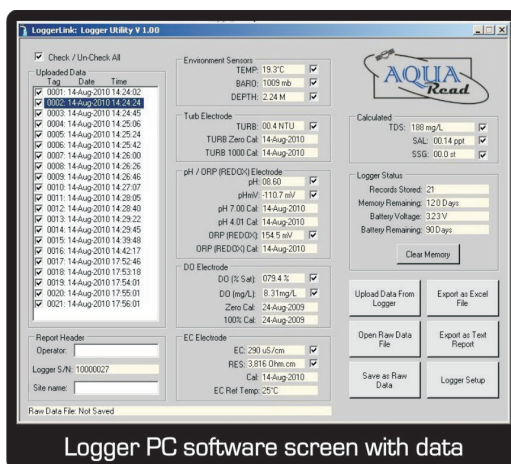 LoggerLink: Logger Utility V 1.00
Check / Un-Check All
Uploaded Data
Tag Date Time
0001: 14-Aug-2010 14:24:02
0002: 14-Aug-2010 14:24:24
0003: 14-Aug-2010 14:24:45
0004: 14-Aug-2010 14:25:06
0005: 14-Aug-2010 14:25:24
0006: 14-Aug-2010 14:25:42
0007: 14-Aug-2010 14:26:00
0008: 14-Aug-2010 14:26:26
0009: 14-Aug-2010 14:26:46
0010: 14-Aug-2010 14:27:07
0011: 14-Aug-2010 14:28:05
0012: 14-Aug-2010 14:28:40
0013: 14-Aug-2010 14:29:22
0014: 14-Aug-2010 14:29:45
0015: 14-Aug-2010 14:39:48
0016: 14-Aug-2010 14:42:17
0017: 14-Aug-2010 17:52:46
0018: 14-Aug-2010 17:53:18
0019: 14-Aug-2010 17:54:01
0020: 14-Aug-2010 17:55:01
0021: 14-Aug-2010 17:56:01
Report Header
Operator:
Logger S/N: 10000027
Site name:
Environment Sensors
TEMP: 19.3°C
BARO: 1009 mb
DEPTH: 2.24 M
Turb Electrode
TURB: 00.4 NTU
TURB Zero Cal: 14-Aug-2010
TURB 1000 Cal: 14-Aug-2010
pH / ORP (REDOX) Electrode
pH: 08.60
pHmV: -110.7 mV
pH 7.00 Cal: 14-Aug-2010
pH 4.01 Cal: 14-Aug-2010
ORP (REDOX): 154.5 mV
ORP (REDOX) Cal: 14-Aug-2010
DO Electrode
DO (% Sat): 079.4 %
DO (mg/L): 8.31mg/L
Zero Cal: 24-Aug-2009
100% Cal: 24-Aug-2009
EC Electrode
EC: 290 uS/cm
RES: 3,816 Ohm.cm
Cal: 14-Aug-2010
EC Ref Temp: 25°C
AQUA
Read
Calculated
TDS: 188 mg/L
SAL: 00.14 ppt
SSG: 00.0 st
Logger Status
Records Stored: 21
Memory Remaining: 120 Days
Battery Voltage: 3.23 V
Battery Remaining: 90 Days
Clear Memory
Upload Data From Logger
Export as Excel File
Open Raw Data File
Export as Text Report
Save as Raw Data
Logger Setup
Raw Data File: Not Saved
Logger PC software screen with data